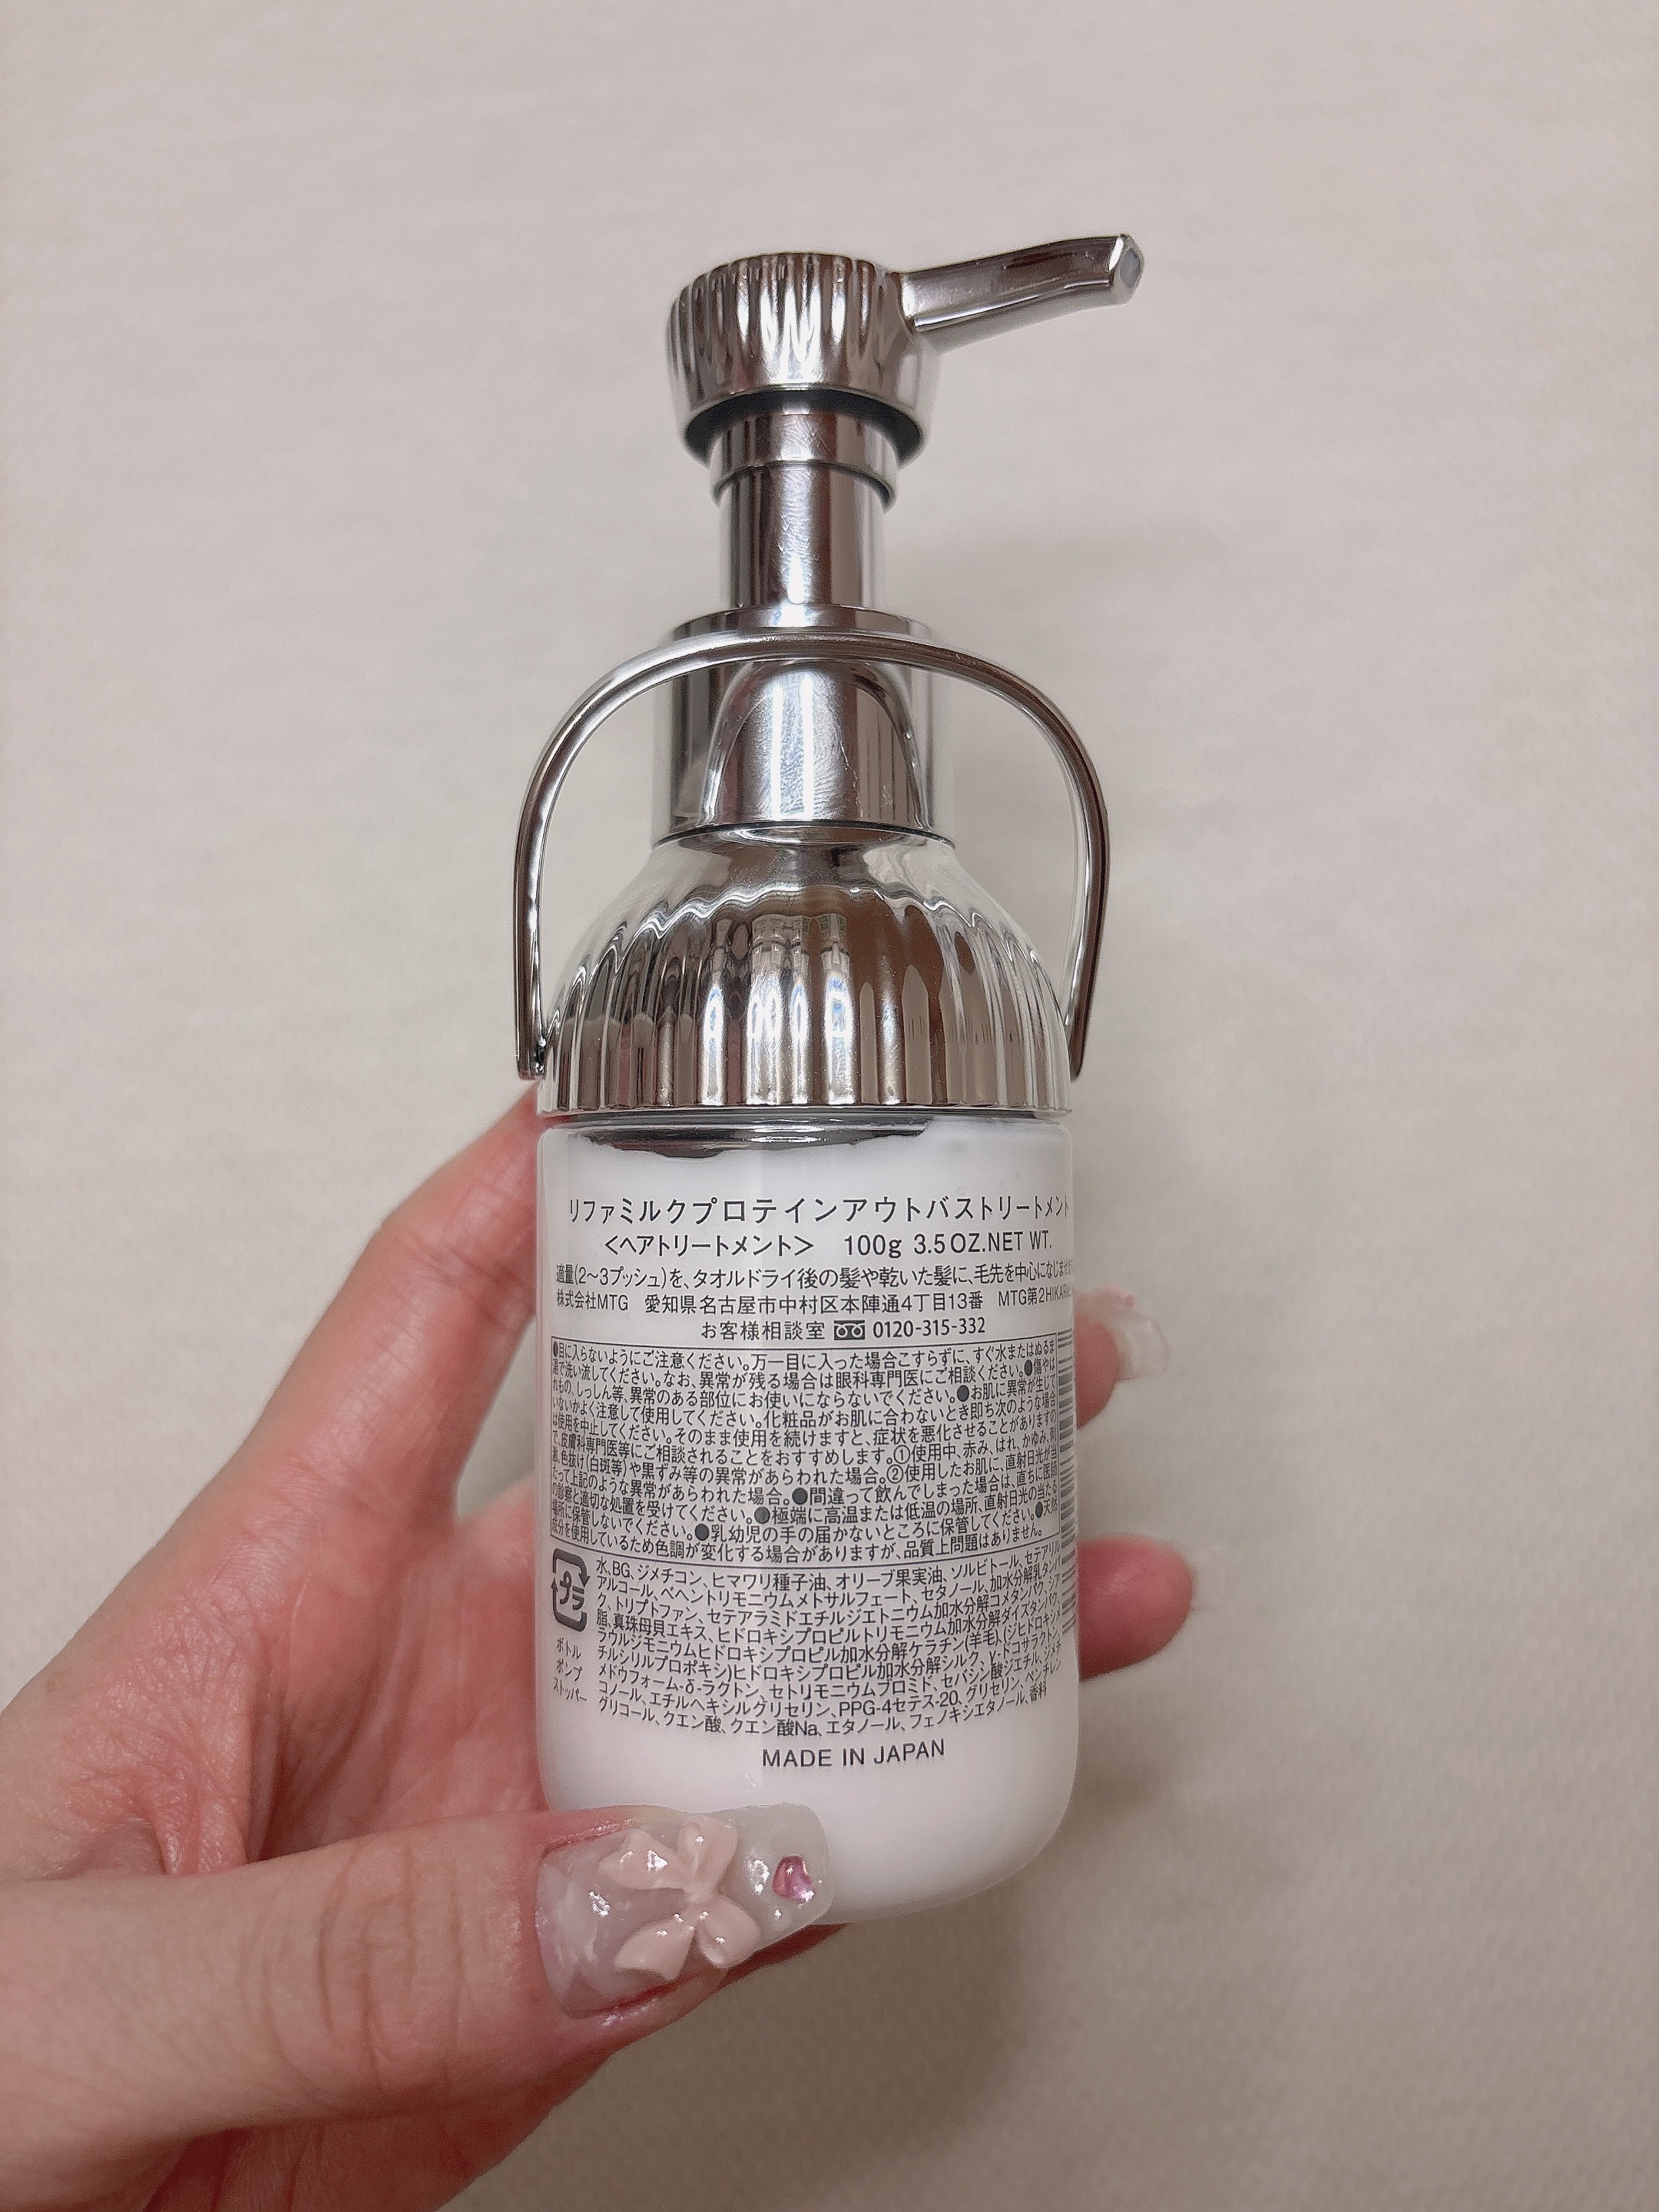 リファミルクプロテインアウトバストリートメント
＜ヘアトリートメント＞ 100g 3.5OZ.NET WT.
適量(2〜3プッシュ)を、タオルドライ後の髪や乾いた髪に、毛先を中心になじませ
株式会社MTG 愛知県名古屋市中村区本陣通4丁目13番 MTG第2HIKARI
お客様相談室 0120-315-332
●目に入らないようにご注意ください。万一目に入った場合こすらずに、すぐ水またはぬるま
湯で洗い流してください。なお、異常が残る場合は眼科専門医にご相談ください。●傷やは
れもの、しっしん等、異常のある部位にお使いにならないでください。●お肌に異常が生じて
いないかよく注意して使用してください。化粧品がお肌に合わないとき即ち次のような場合
は使用を中止してください。そのまま使用を続けますと、症状を悪化させることがありますの
で、皮膚科専門医等にご相談されることをおすすめします。①使用中、赤み、はれ、かゆみ、刺
激、色抜け(白斑等)や黒ずみ等の異常があらわれた場合。②使用したお肌に、直射日光が当
たって上記のような異常があらわれた場合。●間違って飲んでしまった場合は、直ちに医師
の診察と適切な処置を受けてください。●極端に高温または低温の場所、直射日光の当たる
場所に保管しないでください。●乳幼児の手の届かないところに保管してください。●天然
成分を使用しているため色調が変化する場合がありますが、品質上問題はありません。
プラ
ボトル
ポンプ
ストッパー
水、BG、ジメチコン、ヒマワリ種子油、オリーブ果実油、ソルビトール、セテアリル
アルコール、ベヘントリモニウムメトサルフェート、セタノール、加水分解乳タンパ
ク、トリプトファン、セテアラミドエチルジエトニウム加水分解コメタンパク、シア
脂、真珠母貝エキス、ヒドロキシプロピルトリモニウム加水分解ダイズタンパク、
ラウルジモニウムヒドロキシプロピル加水分解ケラチン(羊毛)、(ジヒドロキシメ
チルシリルプロポキシ)ヒドロキシプロピル加水分解シルク、γ-ドコサラクトン、
メドウフォーム-δ-ラクトン、セトリモニウムブロミド、セバシン酸ジエチル、ジメチ
コノール、エチルヘキシルグリセリン、PPG-4セテス-20、グリセリン、ペンチレン
グリコール、クエン酸、クエン酸Na、エタノール、フェノキシエタノール、香料
MADE IN JAPAN